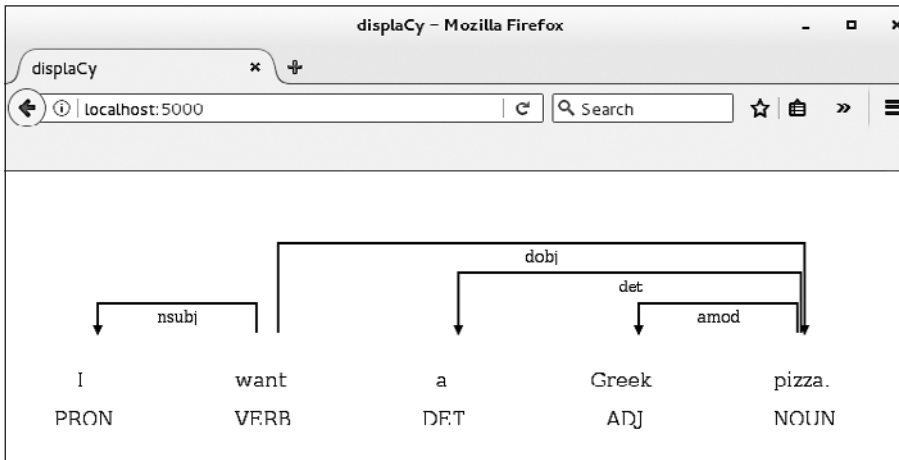 displaCy – Mozilla Firefox
displaCy
localhost:5000
Search
dobj
det
nsubj
amod
I want a Greek pizza.
PRON VERB DET ADJ NOUN